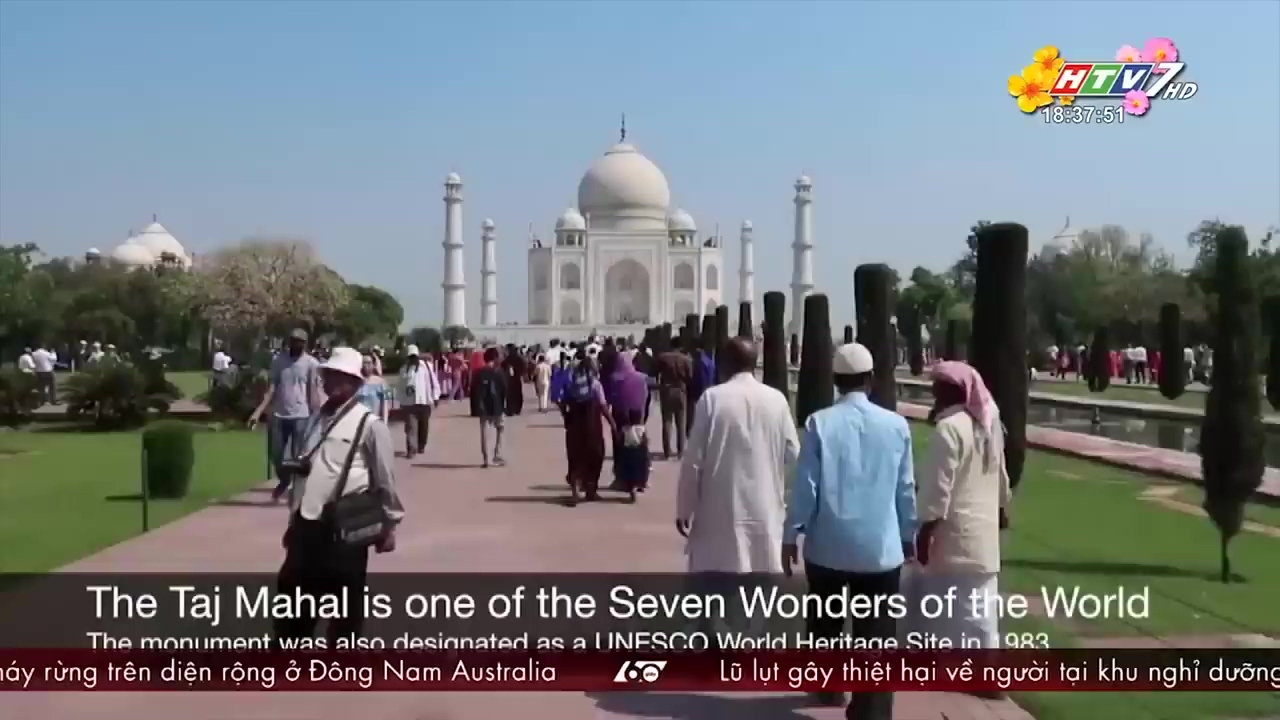 HTV7 HD
18:37:51
The Taj Mahal is one of the Seven Wonders of the World
The monument was also designated as a UNESCO World Heritage Site in 1983
rừng trên diện rộng ở Đông Nam Australia 60 Lũ lụt gây thiệt hại về người tại khu nghỉ dưỡng